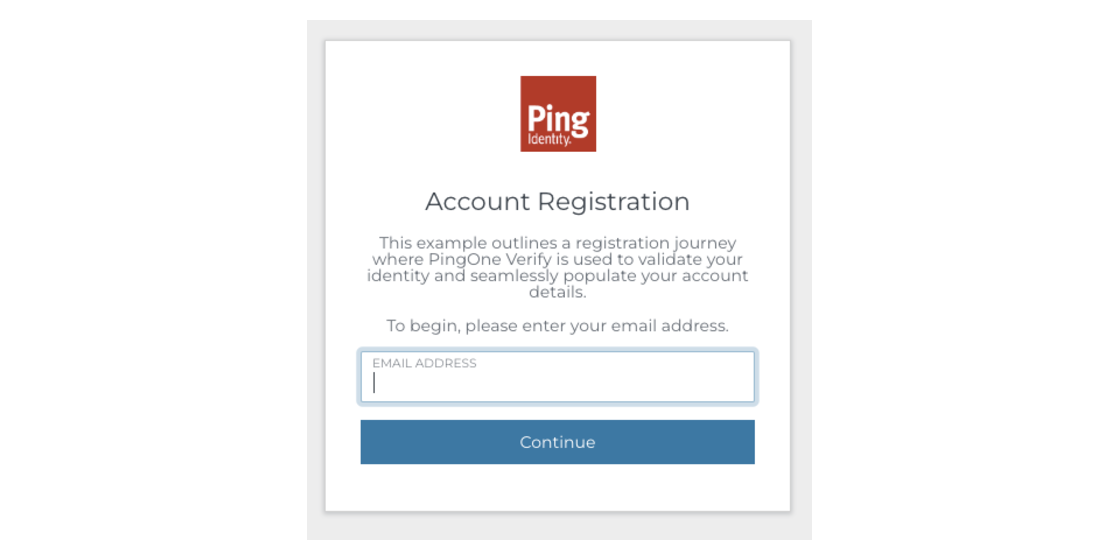 Ping
Identity.
Account Registration
This example outlines a registration journey
where PingOne Verify is used to validate your
identity and seamlessly populate your account
details.
To begin, please enter your email address.
EMAIL ADDRESS
Continue